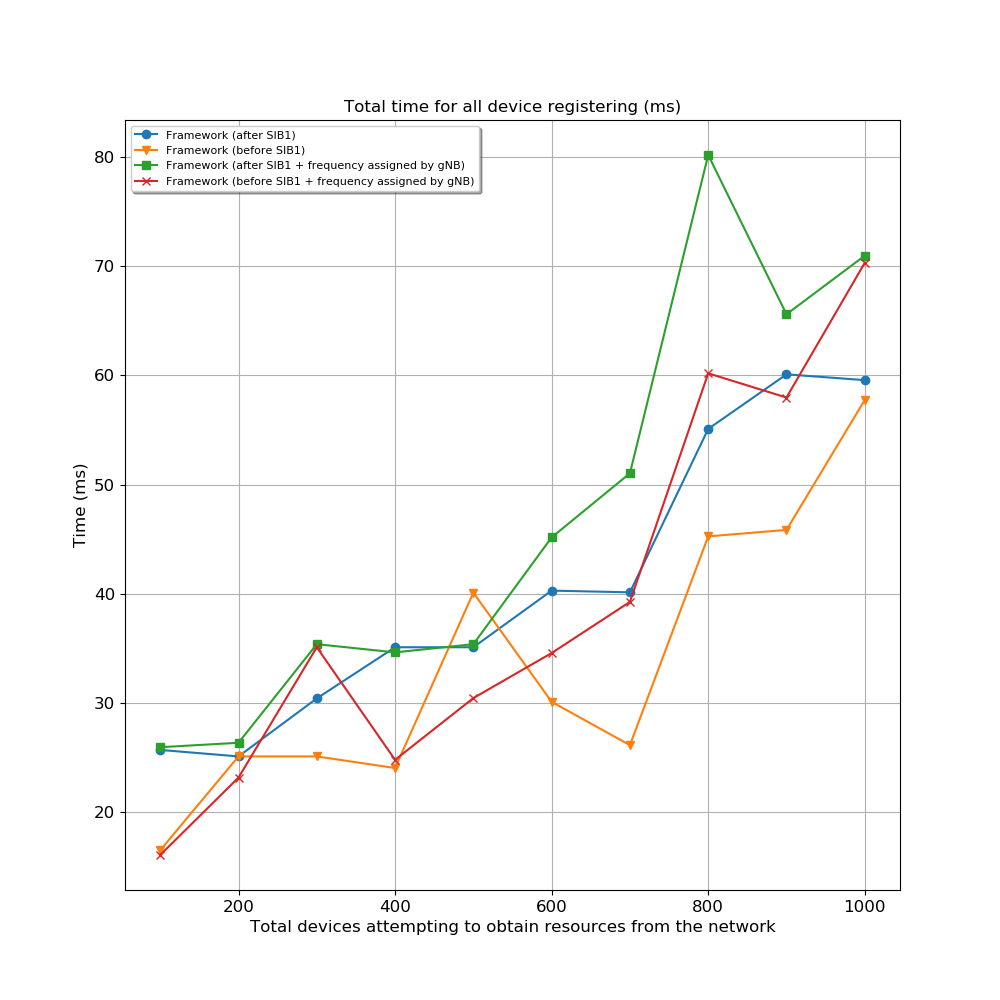 Total time for all device registering (ms)
Framework (after SIB1)
Framework (before SIB1)
Framework (after SIB1 + frequency assigned by gNB)
Framework (before SIB1 + frequency assigned by gNB)
80
70
60
50
40
30
20
Time (ms)
200 400 600 800 1000
Total devices attempting to obtain resources from the network